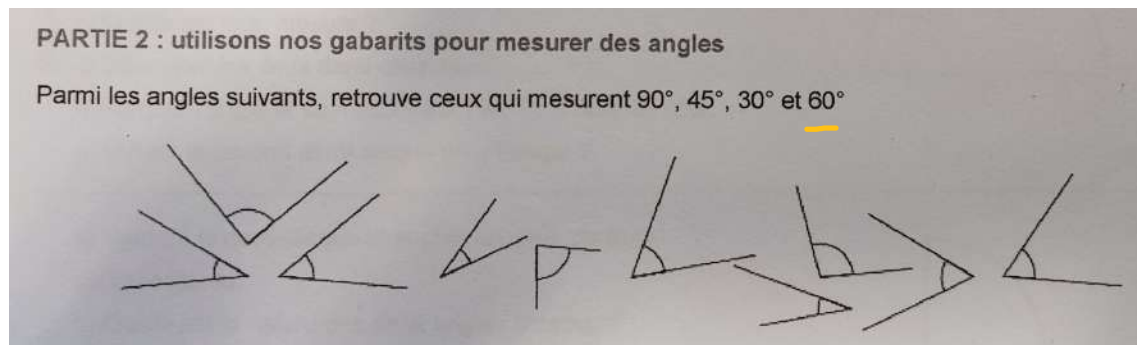 PARTIE 2 : utilisons nos gabarits pour mesurer des angles
Parmi les angles suivants, retrouve ceux qui mesurent 90°, 45°, 30° et 60°